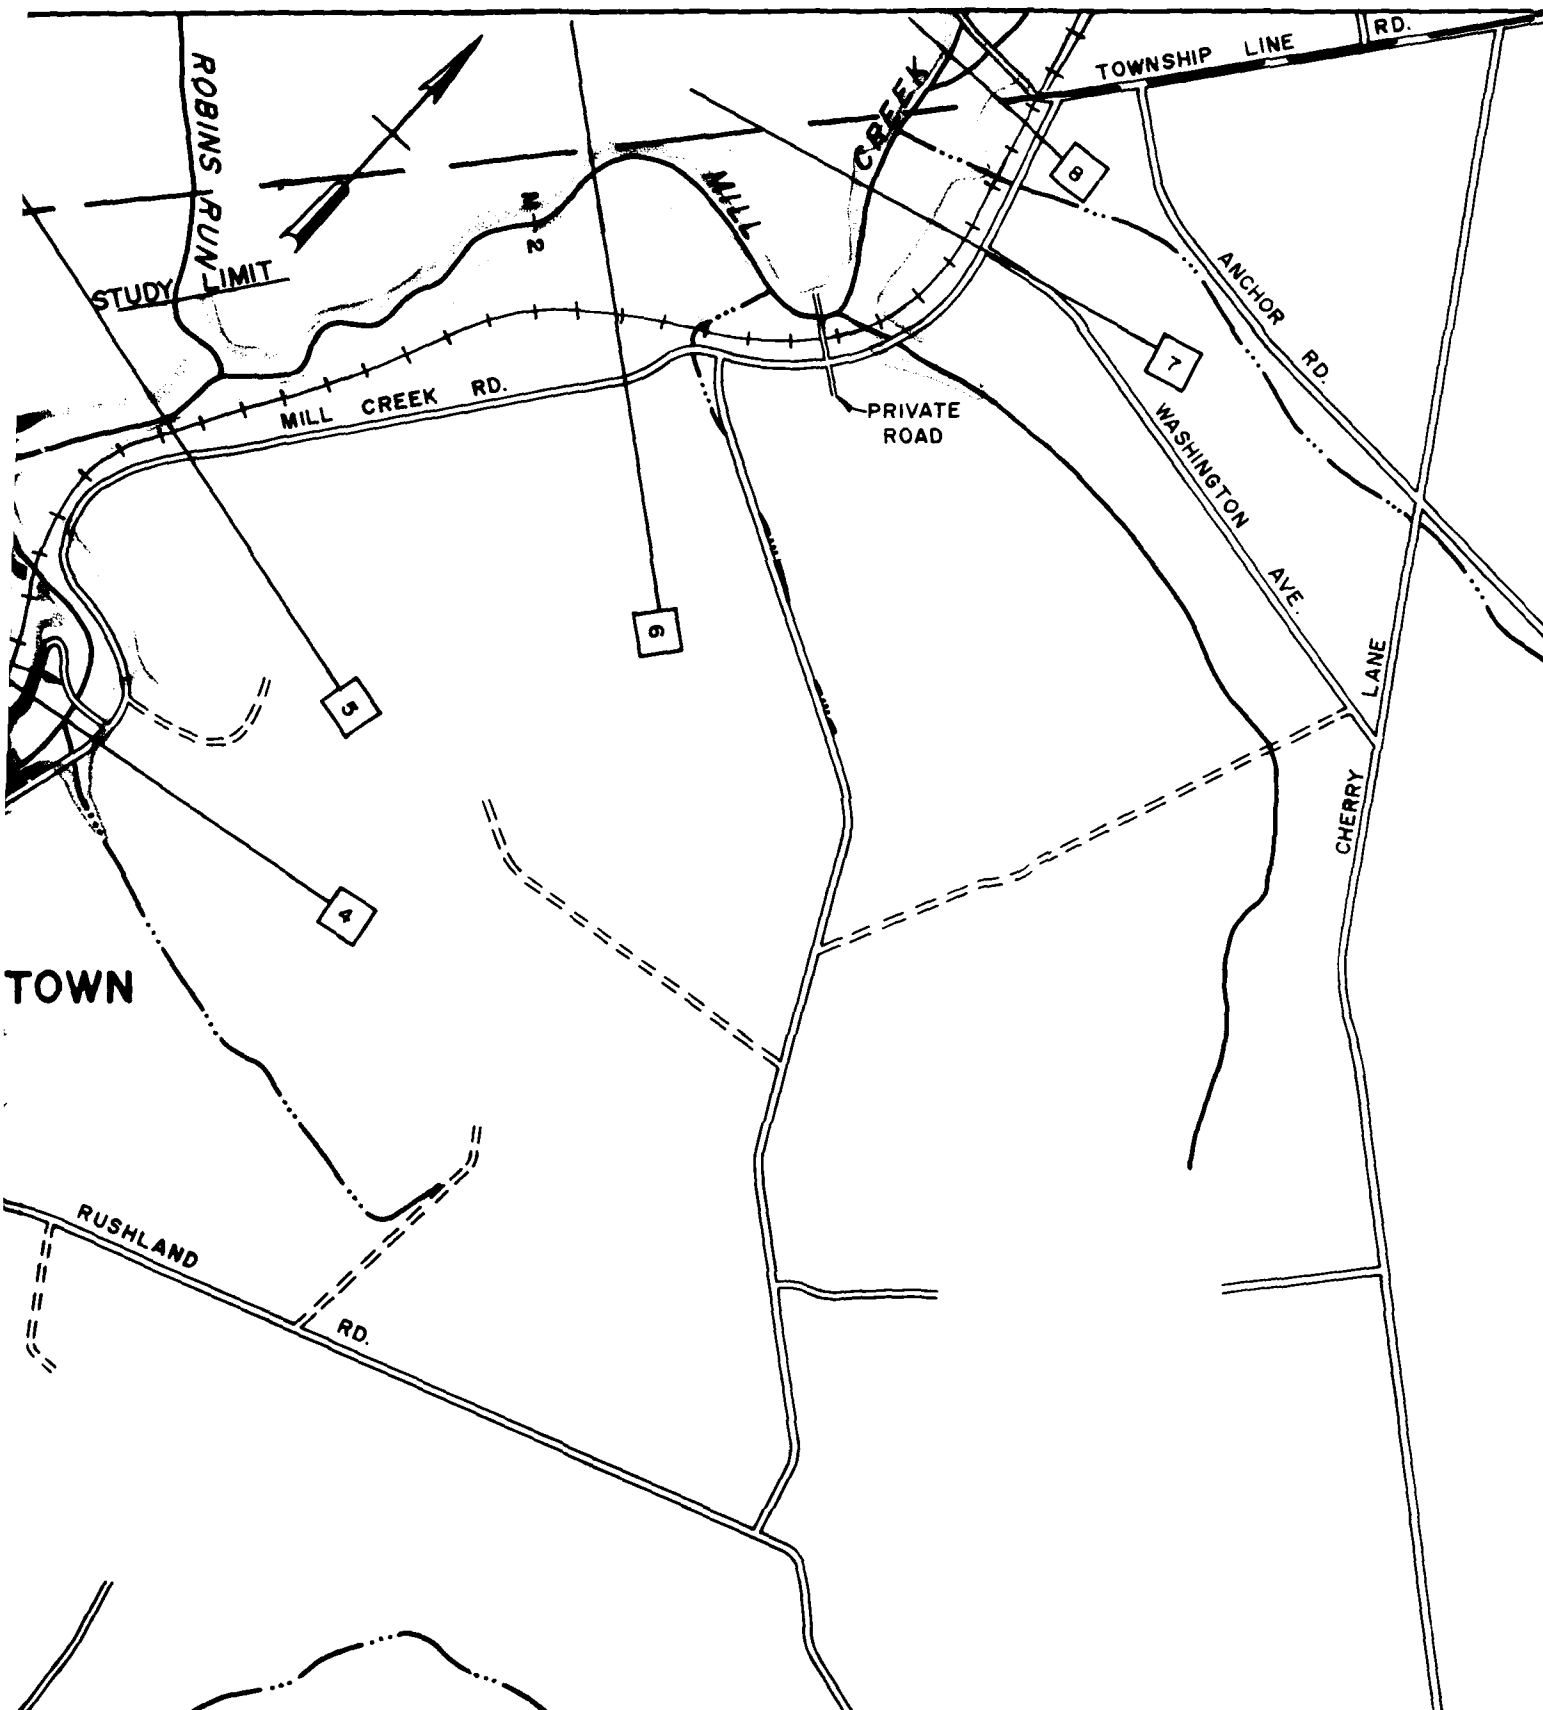 RD.
TOWNSHIP LINE
ROBINS RUN
CREEK
MILL
8
M-2
STUDY LIMIT
ANCHOR RD.
7
MILL CREEK RD.
PRIVATE
ROAD
WASHINGTON AVE.
6
5
CHERRY LANE
4
TOWN
RUSHLAND RD.